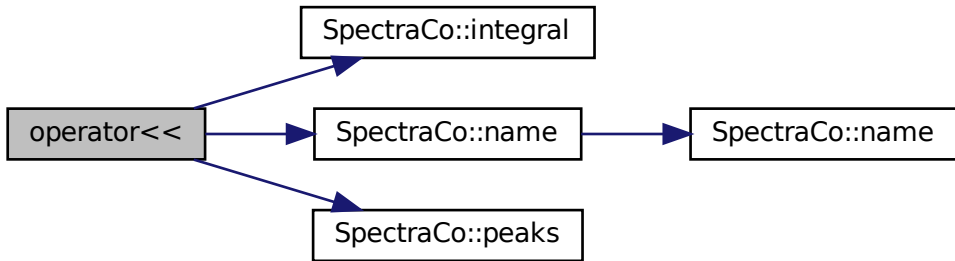 SpectraCo::integral
operator<<
SpectraCo::name
SpectraCo::name
SpectraCo::peaks